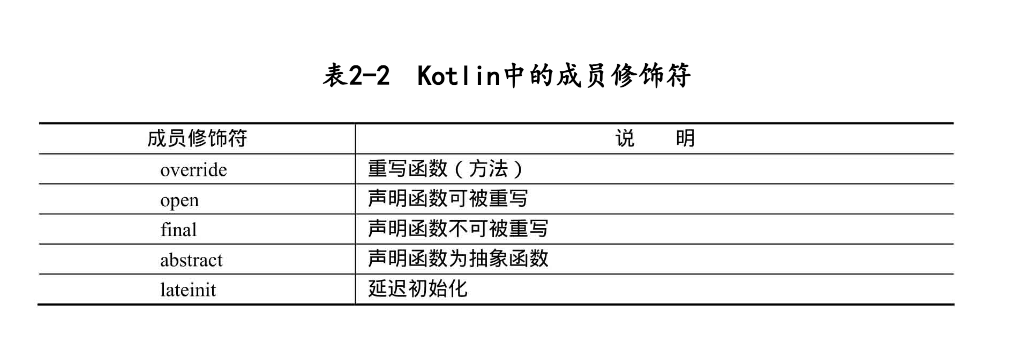 表2-2 Kotlin中的成员修饰符
成员修饰符 说 明
override 重写函数(方法)
open 声明函数可被重写
final 声明函数不可被重写
abstract 声明函数为抽象函数
lateinit 延迟初始化